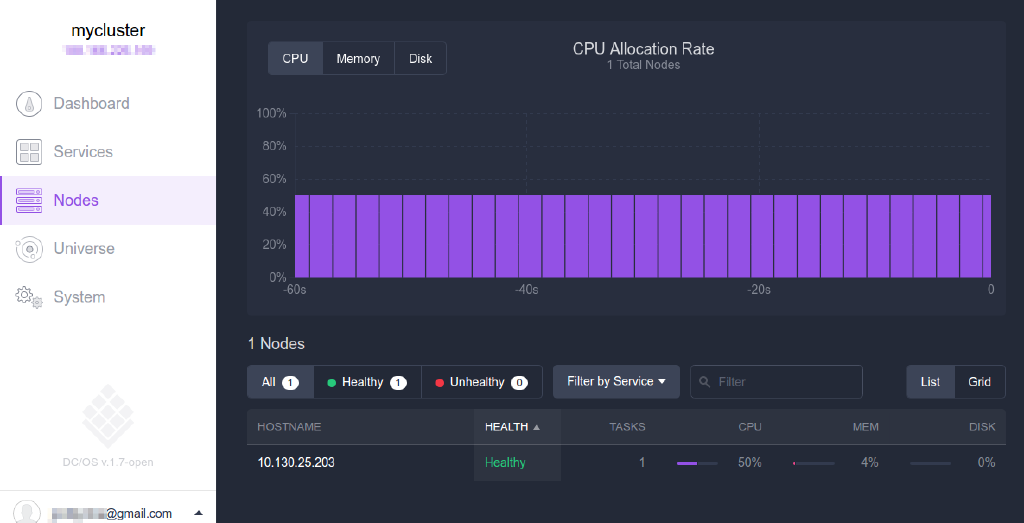 mycluster
Dashboard
Services
Nodes
Universe
System
DC/OS v.1.7-open
@gmail.com
CPU Memory Disk
CPU Allocation Rate
1 Total Nodes
100%
80%
60%
40%
20%
0%
-60s -40s -20s 0
1 Nodes
All 1 Healthy 1 Unhealthy 0 Filter by Service Filter List Grid
HOSTNAME HEALTH TASKS CPU MEM DISK
10.130.25.203 Healthy 1 50% 4% 0%